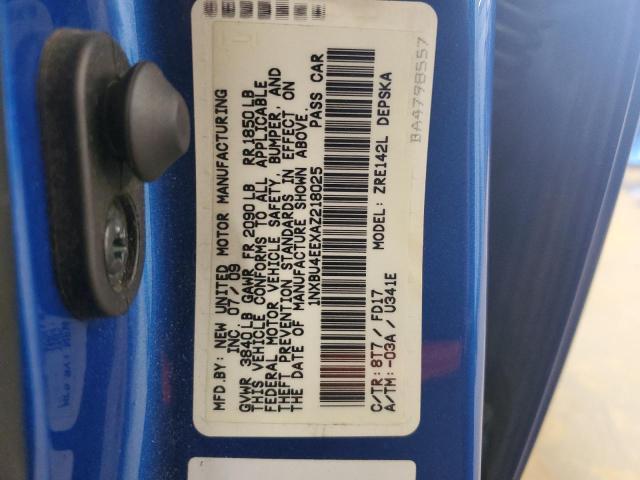 MFD.BY: NEW UNITED MOTOR MANUFACTURING
INC. 07/09
GVWR 3840LB GAWR FR 2090LB RR1850LB
THIS VEHICLE CONFORMS TO ALL APPLICABLE
FEDERAL MOTOR VEHICLE SAFETY, BUMPER, AND
THEFT PREVENTION STANDARDS IN EFFECT ON
THE DATE OF MANUFACTURE SHOWN ABOVE.
1NXBU4EEXAZ218025 PASS CAR
C/TR: 8T7 / FD17 MODEL: ZRE142L DEPSKA
A/TM: -03A / U341E
BA4798557